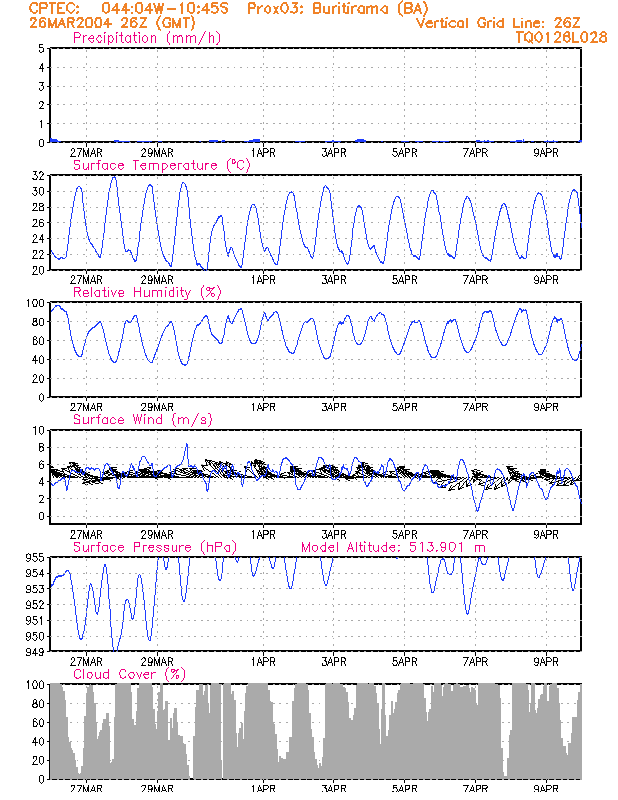 CPTEC: 044:04W-10:45S Prox03: Buritirama (BA)
26MAR2004 26Z (GMT) Vertical Grid Line: 26Z
Precipitation (mm/h) TQ0126L028
5
4
3
2
1
0
27MAR 29MAR 1APR 3APR 5APR 7APR 9APR
Surface Temperature (°C)
32
30
28
26
24
22
20
27MAR 29MAR 1APR 3APR 5APR 7APR 9APR
Relative Humidity (%)
100
80
60
40
20
0
27MAR 29MAR 1APR 3APR 5APR 7APR 9APR
Surface Wind (m/s)
10
8
6
4
2
0
27MAR 29MAR 1APR 3APR 5APR 7APR 9APR
Surface Pressure (hPa) Model Altitude: 513.901 m
955
954
953
952
951
950
949
27MAR 29MAR 1APR 3APR 5APR 7APR 9APR
Cloud Cover (%)
100
80
60
40
20
0
27MAR 29MAR 1APR 3APR 5APR 7APR 9APR